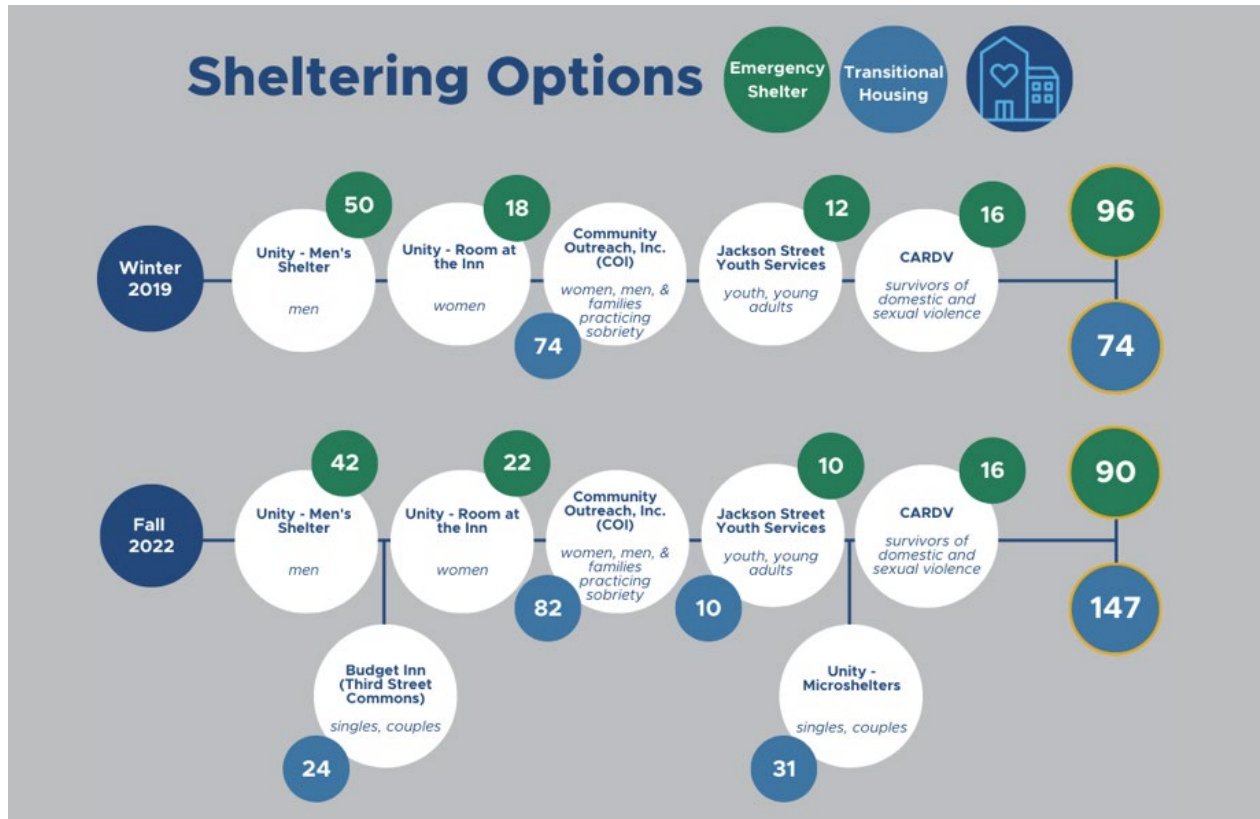 Sheltering Options
Emergency
Shelter
Transitional
Housing
Winter
2019
50
Unity - Men's
Shelter
men
18
Unity - Room at
the Inn
women
Community
Outreach, Inc.
(COI)
women, men, &
families
practicing
sobriety
74
12
Jackson Street
Youth Services
youth, young
adults
16
CARDV
survivors of
domestic and
sexual violence
96
74
Fall
2022
42
Unity - Men's
Shelter
men
22
Unity - Room at
the Inn
women
Community
Outreach, Inc.
(COI)
women, men, &
families
practicing
sobriety
82
10
Jackson Street
Youth Services
youth, young
adults
10
16
CARDV
survivors of
domestic and
sexual violence
90
147
Budget Inn
(Third Street
Commons)
singles, couples
24
Unity -
Microshelters
singles, couples
31